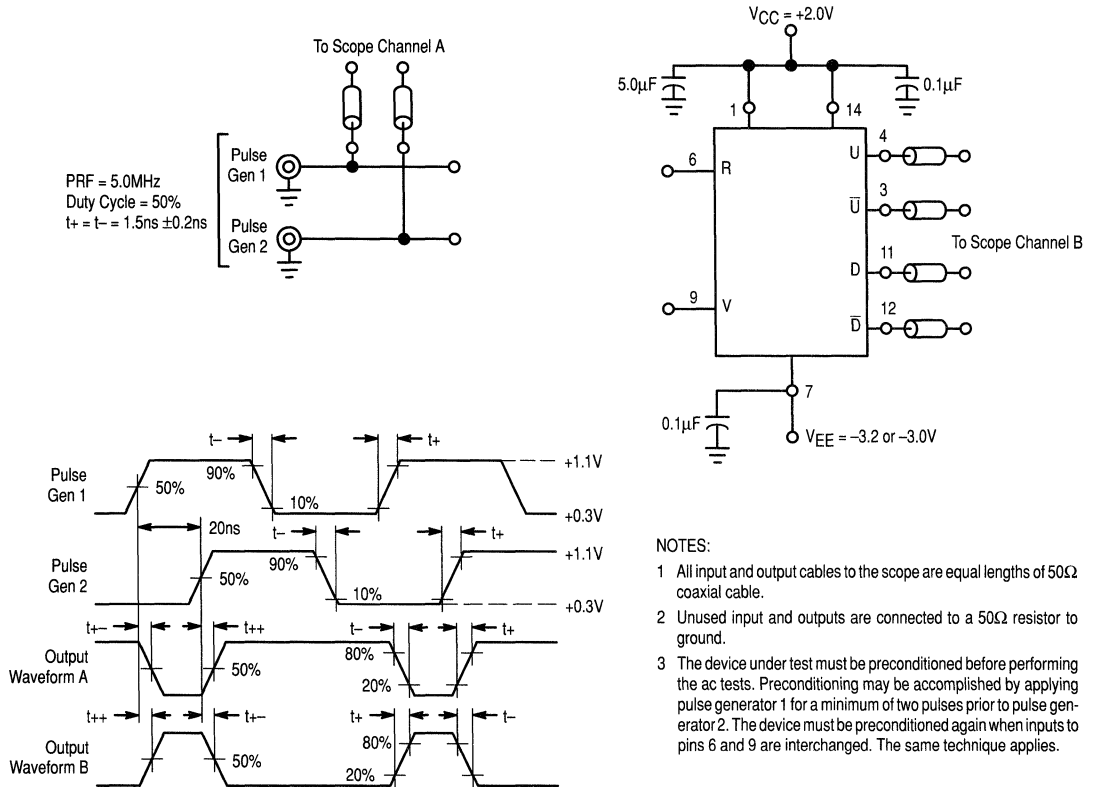 To Scope Channel A
Pulse
Gen 1
PRF = 5.0MHz
Duty Cycle = 50%
t+ = t– = 1.5ns ±0.2ns
Pulse
Gen 2
VCC = +2.0V
5.0µF
0.1µF
1
14
6
R
9
V
U
4
U̅
3
To Scope Channel B
D
11
D̅
12
7
0.1µF
VEE = –3.2 or –3.0V
t–
t+
Pulse
Gen 1
50%
90%
10%
+1.1V
+0.3V
20ns
t–
t+
Pulse
Gen 2
50%
90%
10%
+1.1V
+0.3V
t+–
t++
t–
t+
Output
Waveform A
50%
80%
20%
t++
t+–
t+
t–
Output
Waveform B
50%
80%
20%
NOTES:
1 All input and output cables to the scope are equal lengths of 50Ω
coaxial cable.
2 Unused input and outputs are connected to a 50Ω resistor to
ground.
3 The device under test must be preconditioned before performing
the ac tests. Preconditioning may be accomplished by applying
pulse generator 1 for a minimum of two pulses prior to pulse gen-
erator 2. The device must be preconditioned again when inputs to
pins 6 and 9 are interchanged. The same technique applies.